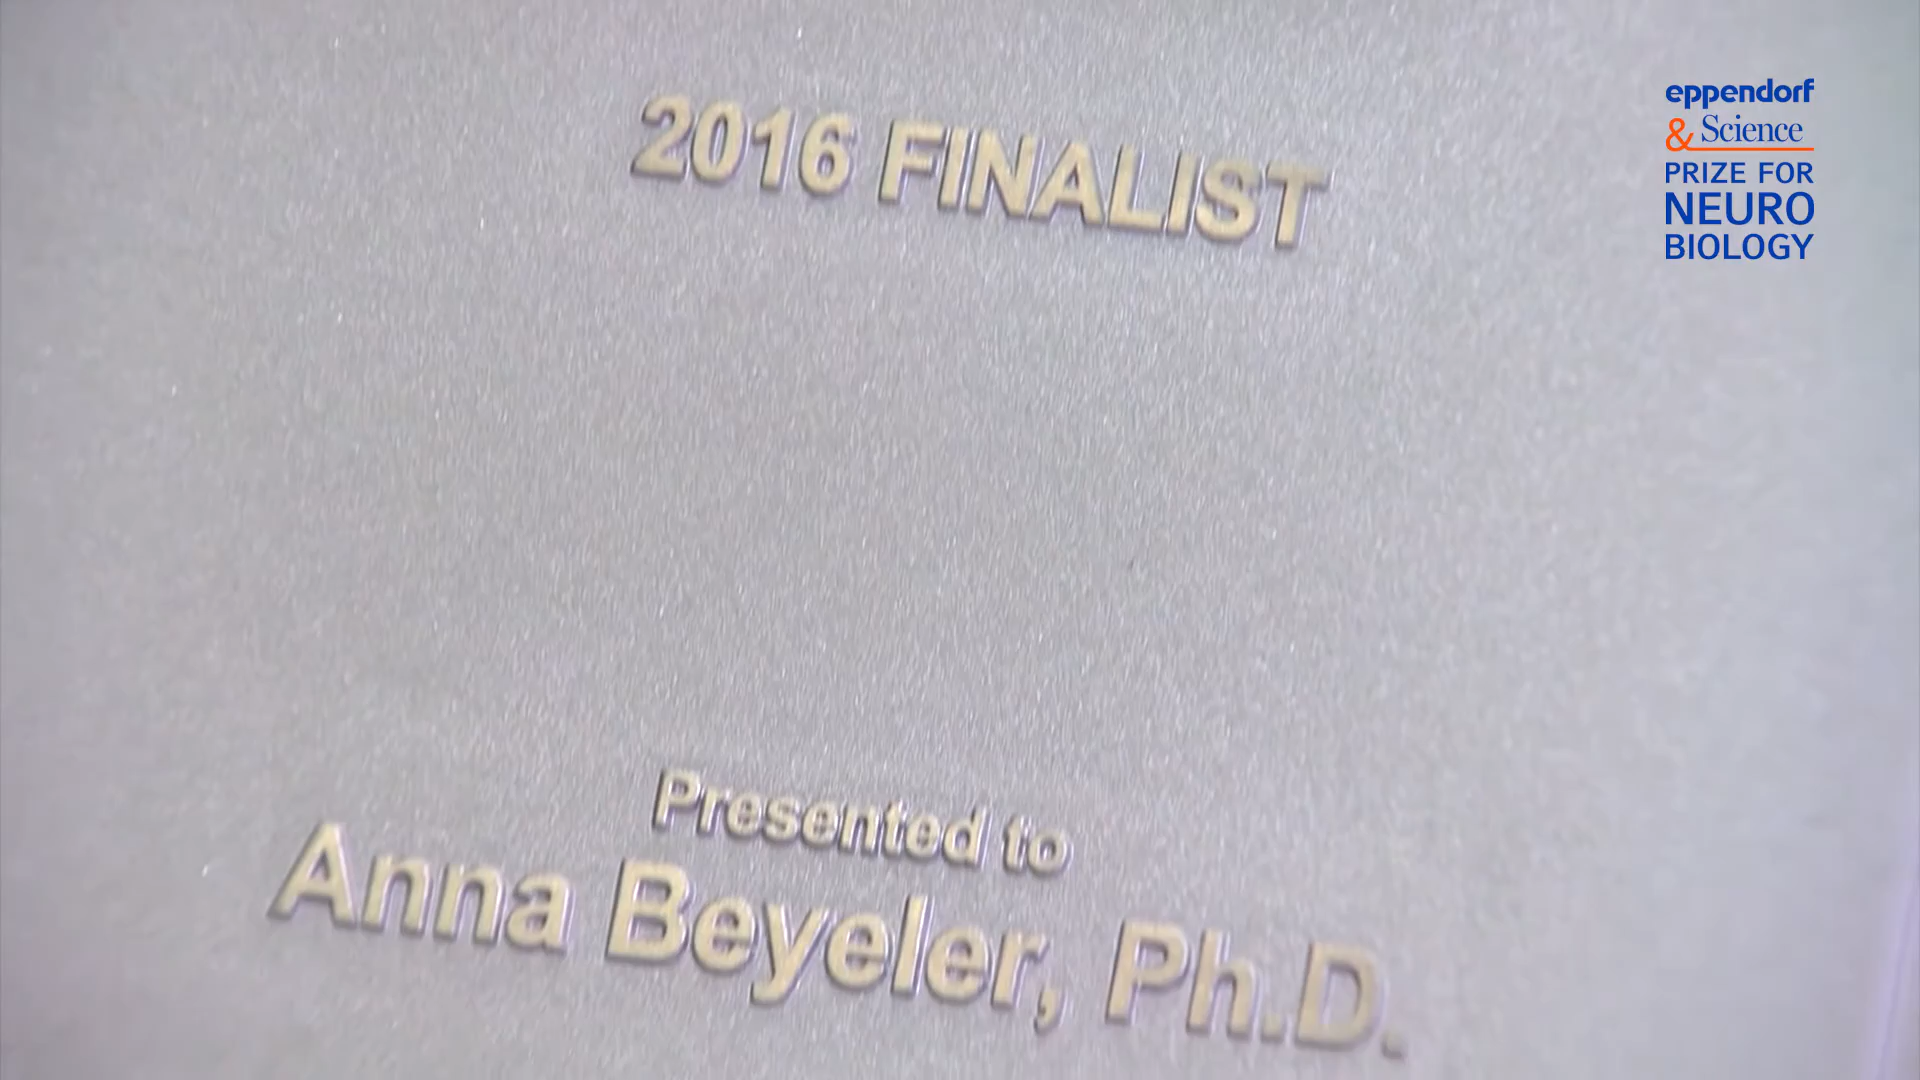 2016 FINALIST
eppendorf
& Science
PRIZE FOR
NEURO
BIOLOGY
Presented to
Anna Beyeler, Ph.D.